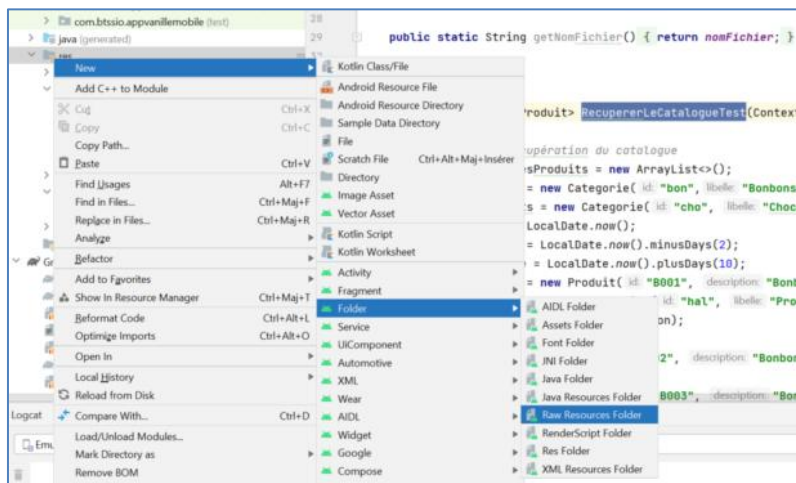 com.btssio.appvanillemobile (test)
java (generated)
res
28
29
public static String getNomFichier() { return nomFichier; }
Produit> RecupererLeCatalogueTest(Context
upération du catalogue
sProduits = new ArrayList<>();
= new Categorie( id: "bon", libelle: "Bonbons
s = new Categorie( id: "cho", libelle: "Choc
LocalDate.now();
= LocalDate.now().minusDays(2);
= LocalDate.now().plusDays(10);
= new Produit( id: "B001", description: "Bonb
"hal", libelle: "Pro
on);
02", description: "Bonbon
B003", description: "Bon
New
Add C++ to Module
Cut Ctrl+X
Copy Ctrl+C
Copy Path...
Paste Ctrl+V
Find Usages Alt+F7
Find in Files... Ctrl+Maj+F
Replace in Files... Ctrl+Maj+R
Analyze
Refactor
Add to Favorites
Show In Resource Manager Ctrl+Maj+T
Reformat Code Ctrl+Alt+L
Optimize Imports Ctrl+Alt+O
Open In
Local History
Reload from Disk
Compare With... Ctrl+D
Load/Unload Modules...
Mark Directory as
Remove BOM
Kotlin Class/File
Android Resource File
Android Resource Directory
Sample Data Directory
File
Scratch File Ctrl+Alt+Maj+Insérer
Directory
Image Asset
Vector Asset
Kotlin Script
Kotlin Worksheet
Activity
Fragment
Folder
Service
UiComponent
Automotive
XML
Wear
AIDL
Widget
Google
Compose
AIDL Folder
Assets Folder
Font Folder
JNI Folder
Java Folder
Java Resources Folder
Raw Resources Folder
RenderScript Folder
Res Folder
XML Resources Folder
Gr
Logcat
Emu